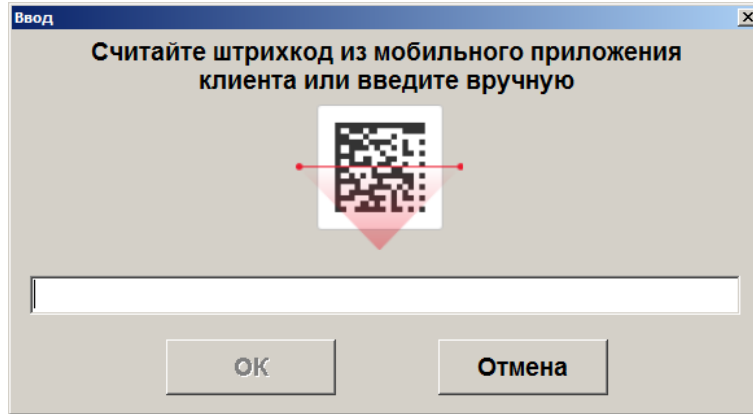 Ввод
Считайте штрихкод из мобильного приложения
клиента или введите вручную
ОК
Отмена